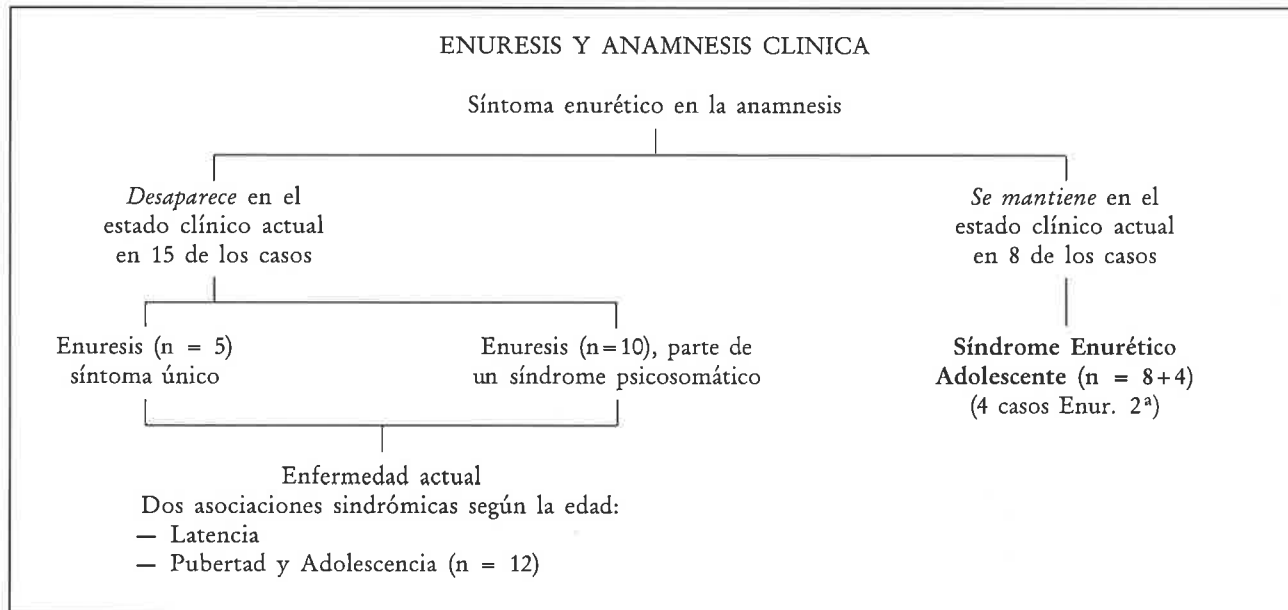 ENURESIS Y ANAMNESIS CLINICA
Síntoma enurético en la anamnesis
Desaparece en el
estado clínico actual
en 15 de los casos
Se mantiene en el
estado clínico actual
en 8 de los casos
Enuresis (n = 5)
síntoma único
Enuresis (n=10), parte de
un síndrome psicosomático
Síndrome Enurético
Adolescente (n = 8+4)
(4 casos Enur. 2ª)
Enfermedad actual
Dos asociaciones sindrómicas según la edad:
— Latencia
— Pubertad y Adolescencia (n = 12)